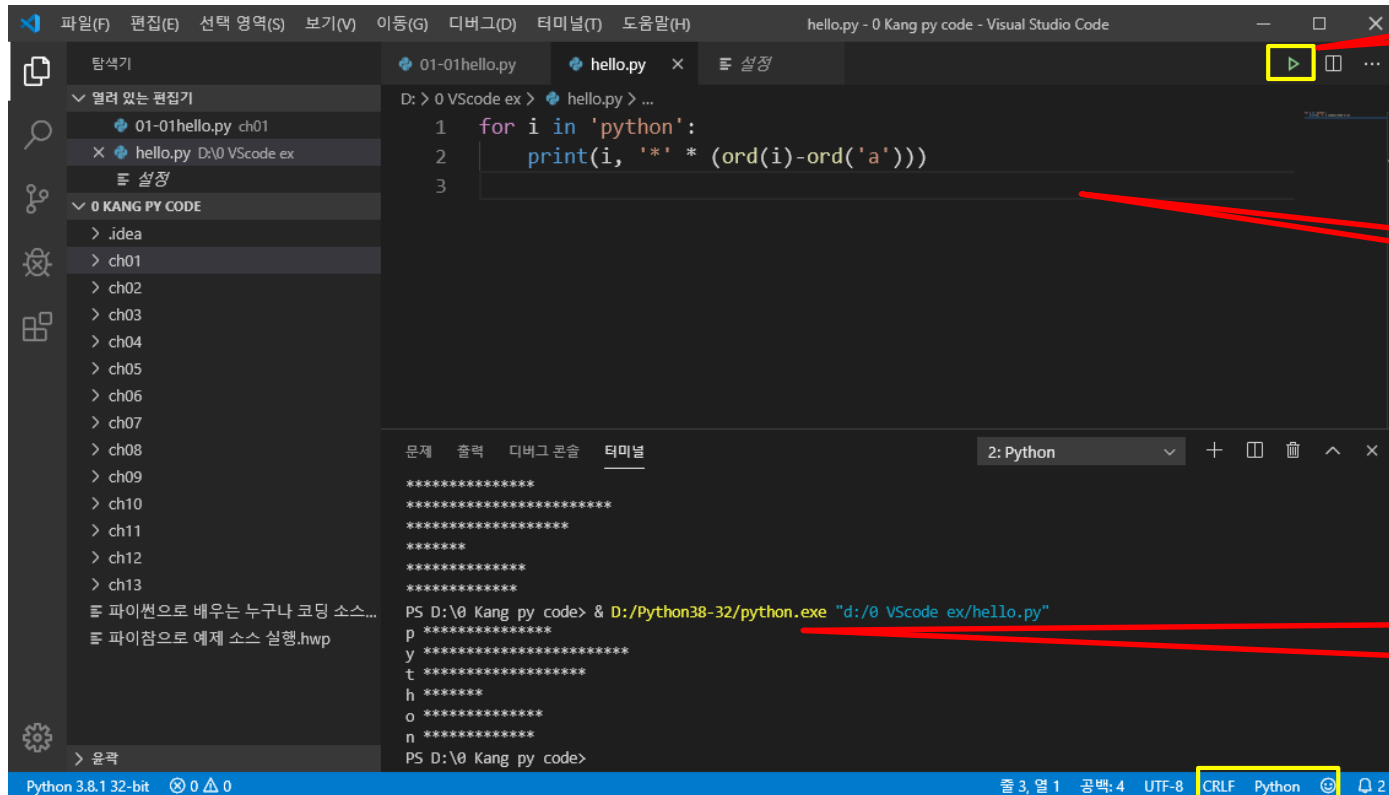 파일(F) 편집(E) 선택 영역(S) 보기(V) 이동(G) 디버그(D) 터미널(T) 도움말(H) hello.py - 0 Kang py code - Visual Studio Code
탐색기
01-01hello.py hello.py 설정
열려 있는 편집기
01-01hello.py ch01
hello.py D:\0 VScode ex
설정
0 KANG PY CODE
.idea
ch01
ch02
ch03
ch04
ch05
ch06
ch07
ch08
ch09
ch10
ch11
ch12
ch13
파이썬으로 배우는 누구나 코딩 소스...
파이참으로 예제 소스 실행.hwp
윤곽
D: > 0 VScode ex > hello.py > ...
1 for i in 'python':
2 print(i, '*' * (ord(i)-ord('a')))
3
문제 출력 디버그 콘솔 터미널 2: Python
***************
************************
*******************
*******
**************
*************
PS D:\0 Kang py code> & D:/Python38-32/python.exe "d:/0 VScode ex/hello.py"
p ***************
y ************************
t *******************
h *******
o **************
n *************
PS D:\0 Kang py code>
Python 3.8.1 32-bit 0 0 줄 3, 열 1 공백: 4 UTF-8 CRLF Python 2